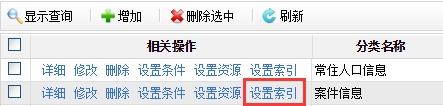 显示查询 增加 删除选中 刷新
相关操作 分类名称
详细 修改 删除 设置条件 设置资源 设置索引 常住人口信息
详细 修改 删除 设置条件 设置资源 设置索引 案件信息